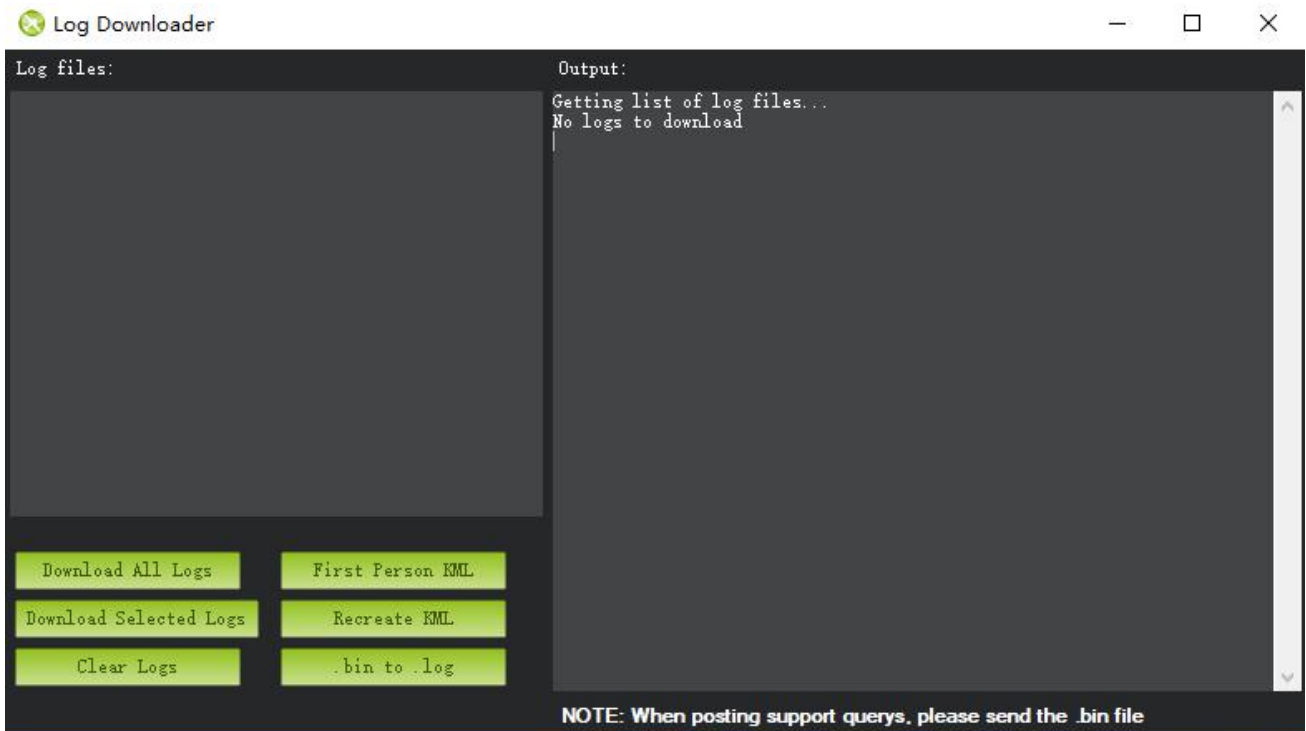 Log Downloader
Log files:
Output:
Getting list of log files...
No logs to download
Download All Logs
First Person KML
Download Selected Logs
Recreate KML
Clear Logs
.bin to .log
NOTE: When posting support querys, please send the .bin file